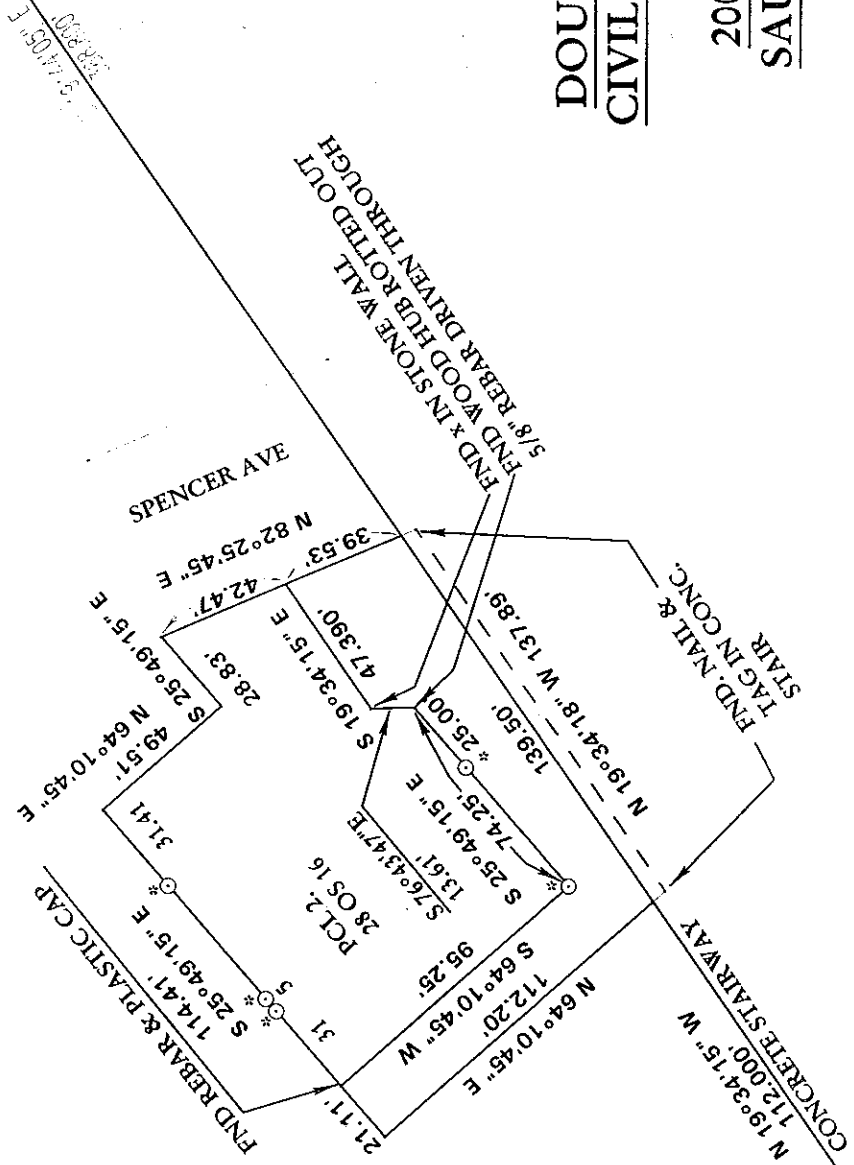 DOU
CIVIL
200
SAU
FND x IN STONE WALL
FND WOOD HUB ROTTED OUT
5/8" REBAR DRIVEN THROUGH
SPENCER AVE
N 82°25'45" E
42.47'
39.53'
S 25°49'15" E
28.83'
N 64°10'45" E
49.51'
S 19°34'15" E
47.390'
*25.00'
S 25°49'15" E
74.25'
139.50'
N 19°34'18" W 137.89'
FND. NAIL &
TAG IN CONC.
STAIR
S76°43'47"E
13.61'
PCL 2,
28 OS 16
31.41
*
S 25°49'15" E
114.41'
*
*
5
31
*
FND REBAR & PLASTIC CAP
S 64°10'45" W
95.25'
112.20'
N 64°10'45" E
21.11'
N 19°34'15" W
112.000'
CONCRETE STAIRWAY